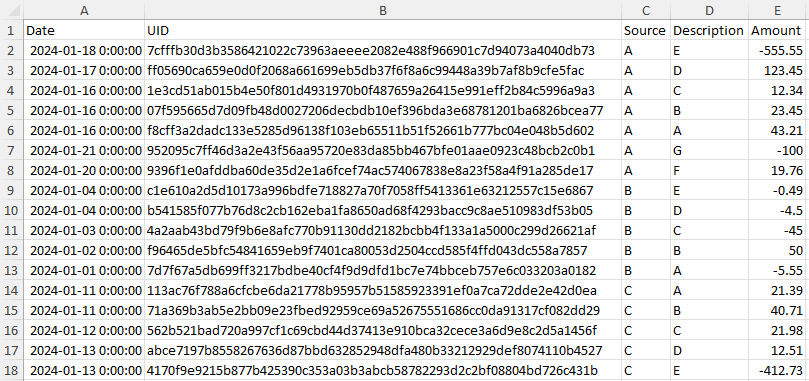 A B C D E
1 Date UID Source Description Amount
2 2024-01-18 0:00:00 7cfffb30d3b3586421022c73963aeeee2082e488f966901c7d94073a4040db73 A E -555.55
3 2024-01-17 0:00:00 ff05690ca659e0d0f2068a661699eb5db37f6f8a6c99448a39b7af8b9cfe5fac A D 123.45
4 2024-01-16 0:00:00 1e3cd51ab015b4e50f801d4931970b0f487659a26415e991eff2b84c5996a9a3 A C 12.34
5 2024-01-16 0:00:00 07f595665d7d09fb48d0027206decbdb10ef396bda3e68781201ba6826bcea77 A B 23.45
6 2024-01-16 0:00:00 f8cff3a2dadc133e5285d96138f103eb65511b51f52661b777bc04e048b5d602 A A 43.21
7 2024-01-21 0:00:00 952095c7ff46d3a2e43f56aa95720e83da85bb467bfe01aae0923c48bcb2c0b1 A G -100
8 2024-01-20 0:00:00 9396f1e0afddba60de35d2e1a6fcef74ac574067838e8a23f58a4f91a285de17 A F 19.76
9 2024-01-04 0:00:00 c1e610a2d5d10173a996bdfe718827a70f7058ff5413361e63212557c15e6867 B E -0.49
10 2024-01-04 0:00:00 b541585f077b76d8c2cb162eba1fa8650ad68f4293bacc9c8ae510983df53b05 B D -4.5
11 2024-01-03 0:00:00 4a2aab43bd79f9b6e8afc770b91130dd2182bcbb4f133a1a5000c299d26621af B C -45
12 2024-01-02 0:00:00 f96465de5bfc54841659eb9f7401ca80053d2504ccd585f4ffd043dc558a7857 B B 50
13 2024-01-01 0:00:00 7d7f67a5db699ff3217bdbe40cf4f9d9dfd1bc7e74bbceb757e6c033203a0182 B A -5.55
14 2024-01-11 0:00:00 113ac76f788a6cfcbe6da21778b95957b51585923391ef0a7ca72dde2e42d0ea C A 21.39
15 2024-01-11 0:00:00 71a369b3ab5e2bb09e23fbed92959ce69a52675551686cc0da91317cf082dd29 C B 40.71
16 2024-01-12 0:00:00 562b521bad720a997cf1c69cbd44d37413e910bca32cece3a6d9e8c2d5a1456f C C 21.98
17 2024-01-13 0:00:00 abce7197b8558267636d87bbd632852948dfa480b33212929def8074110b4527 C D 12.51
18 2024-01-13 0:00:00 4170f9e9215b877b425390c353a03b3abcb58782293d2c2bf08804bd726c431b C E -412.73